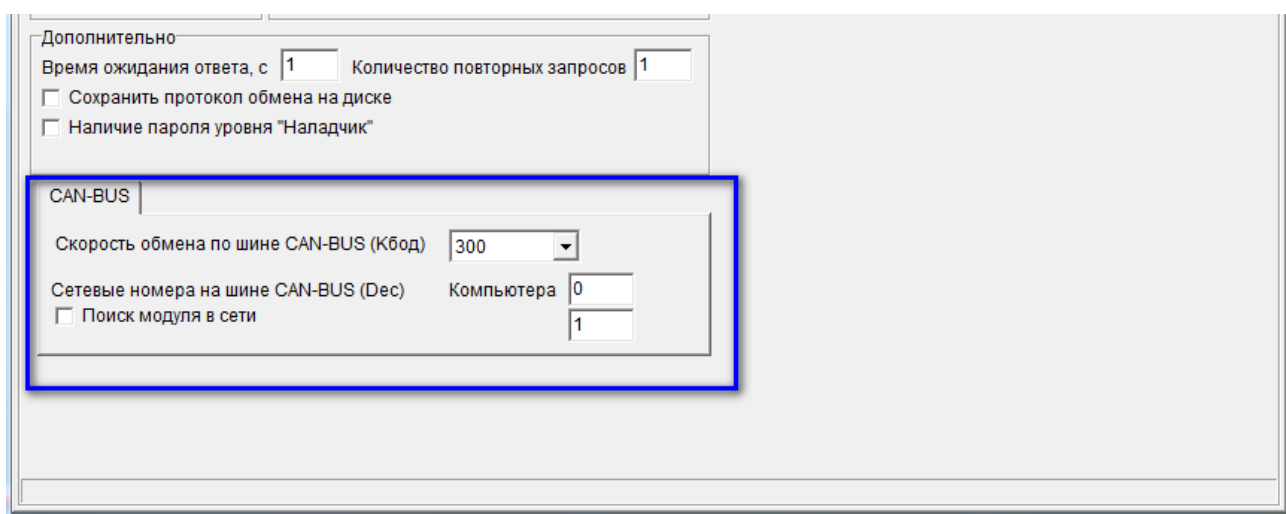 Дополнительно
Время ожидания ответа, с 1 Количество повторных запросов 1
Сохранить протокол обмена на диске
Наличие пароля уровня "Наладчик"
CAN-BUS
Скорость обмена по шине CAN-BUS (Кбод) 300
Сетевые номера на шине CAN-BUS (Dec) Компьютера 0
Поиск модуля в сети 1